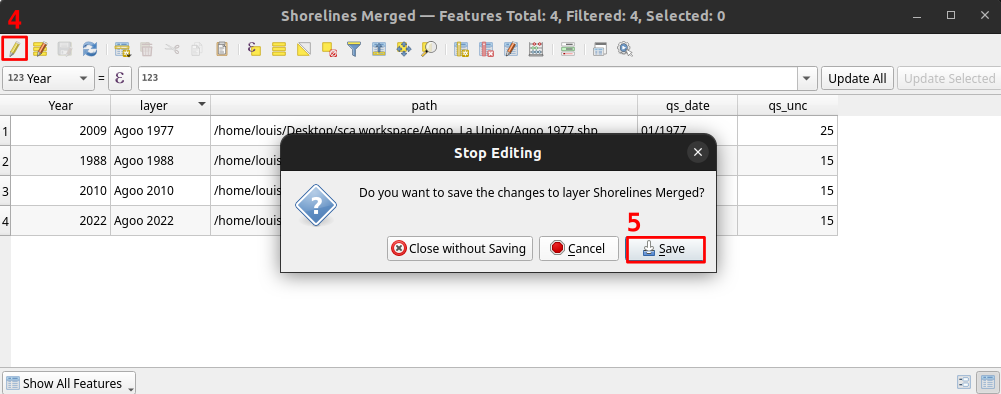 4
Shorelines Merged — Features Total: 4, Filtered: 4, Selected: 0
123 Year = ε 123 Update All Update Selected
Year layer path qs_date qs_unc
1 2009 Agoo 1977 /home/louis/Desktop/sca workspace/Agoo, La Union/Agoo 1977.shp 01/1977 25
2 1988 Agoo 1988 /home/louis 15
3 2010 Agoo 2010 /home/louis 15
4 2022 Agoo 2022 /home/louis 15
Stop Editing
Do you want to save the changes to layer Shorelines Merged?
5
Close without Saving Cancel Save
Show All Features